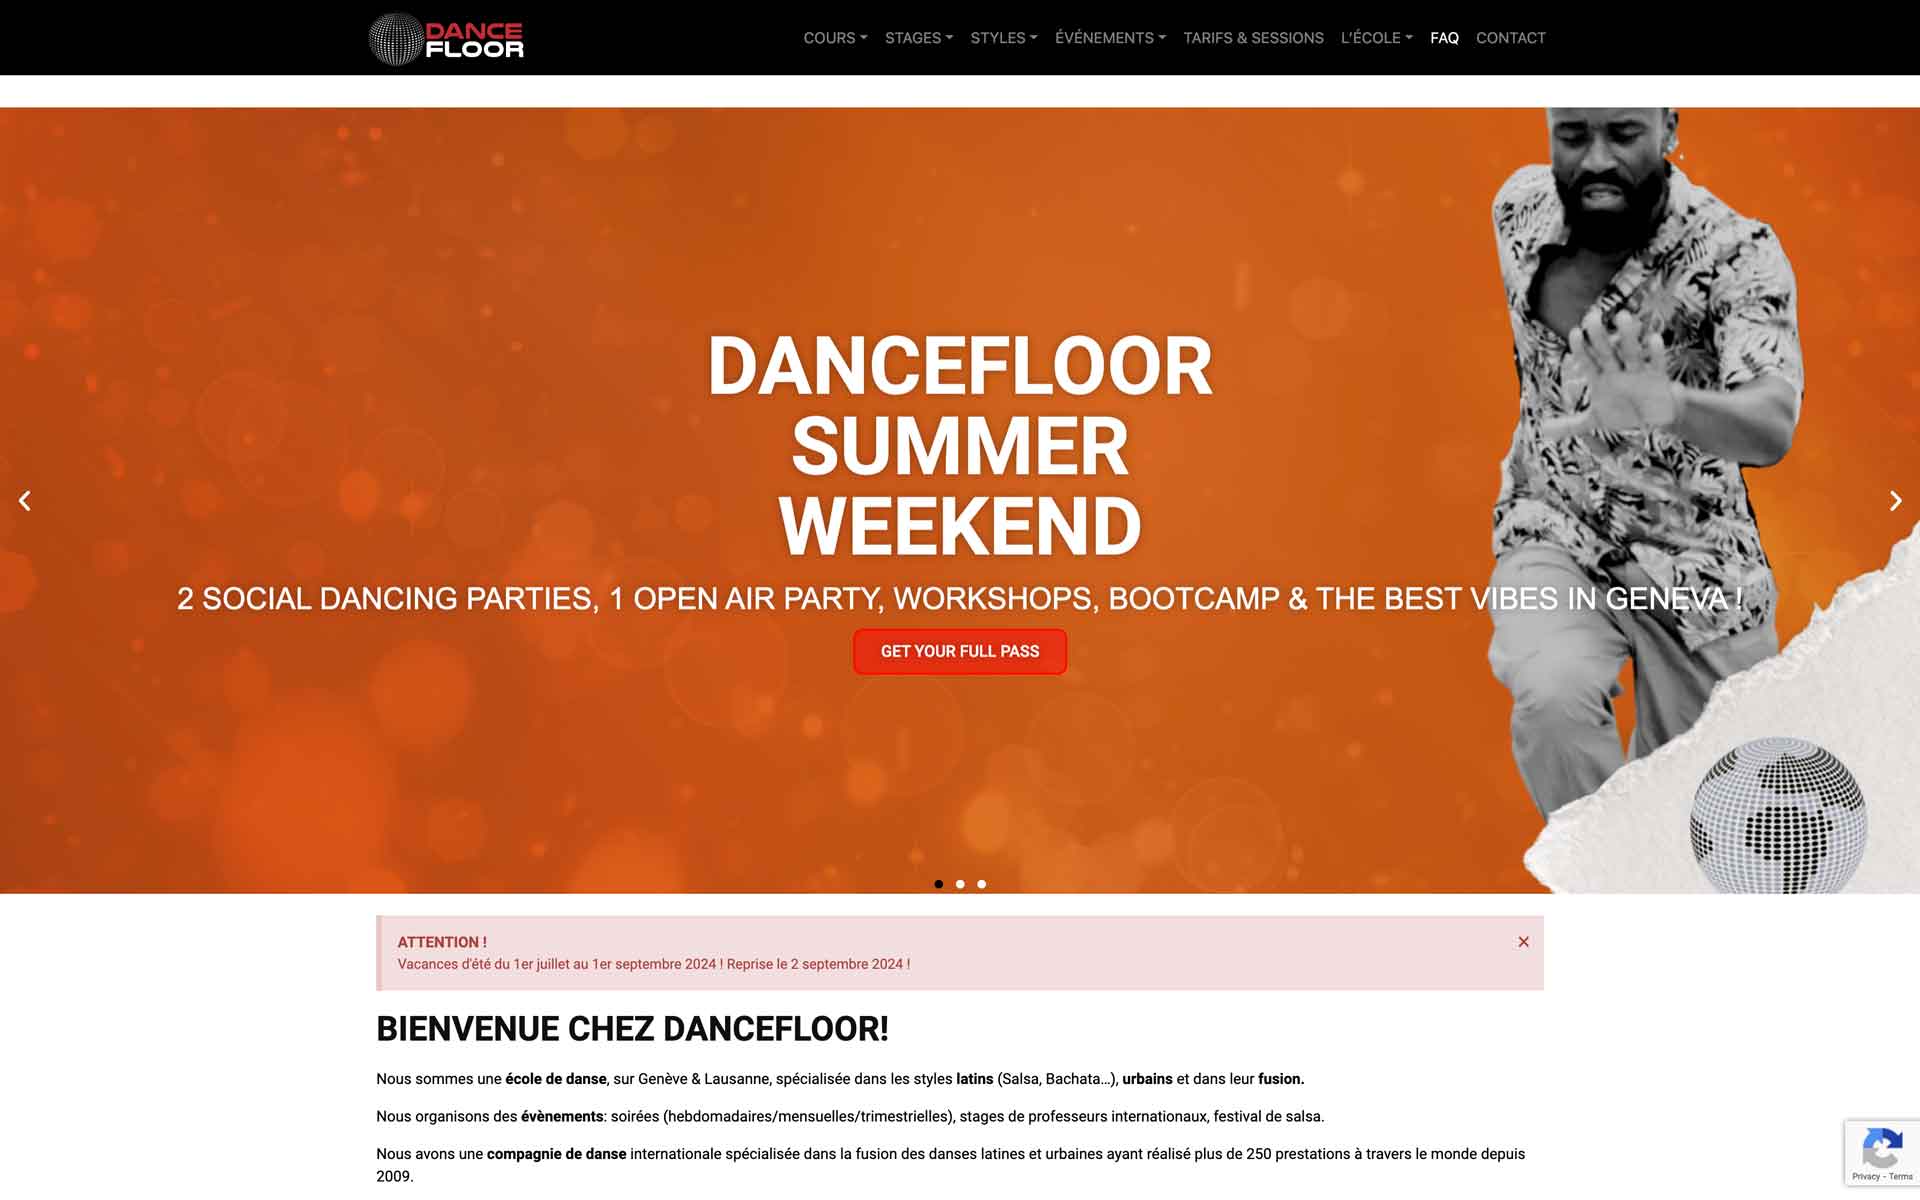 DANCE
FLOOR
COURS STAGES STYLES ÉVÉNEMENTS TARIFS & SESSIONS L'ÉCOLE FAQ CONTACT
DANCEFLOOR
SUMMER
WEEKEND
2 SOCIAL DANCING PARTIES, 1 OPEN AIR PARTY, WORKSHOPS, BOOTCAMP & THE BEST VIBES IN GENEVA !
GET YOUR FULL PASS
ATTENTION !
Vacances d'été du 1er juillet au 1er septembre 2024 ! Reprise le 2 septembre 2024 !
BIENVENUE CHEZ DANCEFLOOR!
Nous sommes une école de danse, sur Genève & Lausanne, spécialisée dans les styles latins (Salsa, Bachata…), urbains et dans leur fusion.
Nous organisons des évènements: soirées (hebdomadaires/mensuelles/trimestrielles), stages de professeurs internationaux, festival de salsa.
Nous avons une compagnie de danse internationale spécialisée dans la fusion des danses latines et urbaines ayant réalisé plus de 250 prestations à travers le monde depuis
2009.
Privacy - Terms